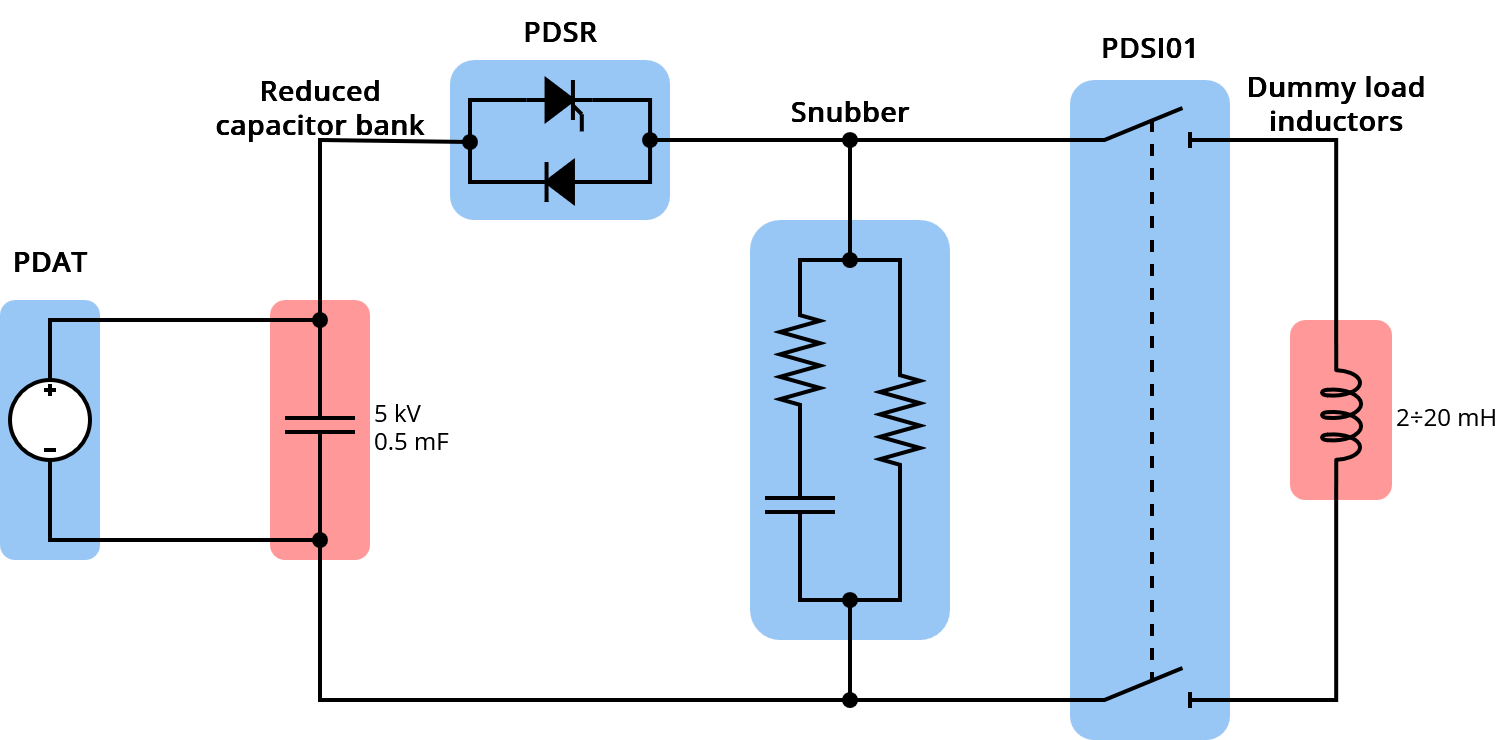 PDSR
PDSI01
Reduced
capacitor bank
Snubber
Dummy load
inductors
PDAT
5 kV
0.5 mF
2÷20 mH